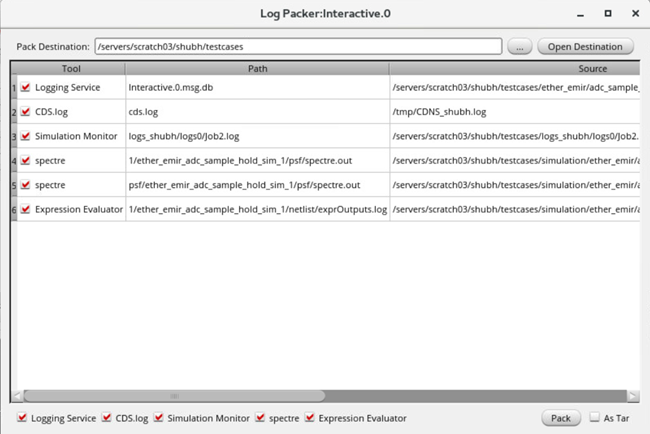 Log Packer:Interactive.0
Pack Destination: /servers/scratch03/shubh/testcases ... Open Destination
Tool Path Source
1 Logging Service Interactive.0.msg.db /servers/scratch03/shubh/testcases/ether_emir/adc_sample_
2 CDS.log cds.log /tmp/CDNS_shubh.log
3 Simulation Monitor logs_shubh/logs0/Job2.log /servers/scratch03/shubh/testcases/logs_shubh/logs0/Job2.
4 spectre 1/ether_emir_adc_sample_hold_sim_1/psf/spectre.out /servers/scratch03/shubh/testcases/simulation/ether_emir/a
5 spectre psf/ether_emir_adc_sample_hold_sim_1/psf/spectre.out /servers/scratch03/shubh/testcases/simulation/ether_emir/a
6 Expression Evaluator 1/ether_emir_adc_sample_hold_sim_1/netlist/exprOutputs.log /servers/scratch03/shubh/testcases/simulation/ether_emir/a
Logging Service CDS.log Simulation Monitor spectre Expression Evaluator Pack As Tar